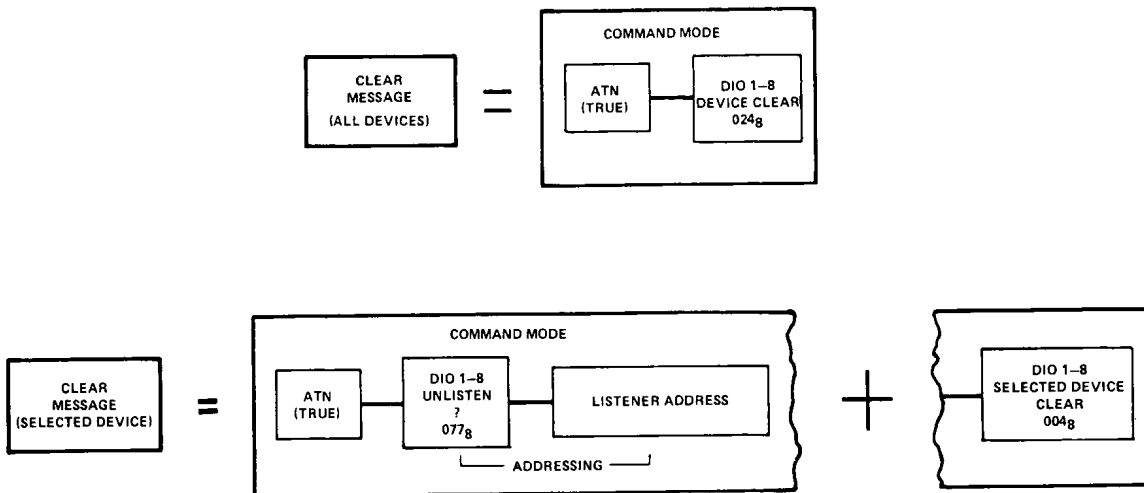 COMMAND MODE
CLEAR
MESSAGE
(ALL DEVICES)
=
ATN
(TRUE)
DIO 1–8
DEVICE CLEAR
024₈
COMMAND MODE
CLEAR
MESSAGE
(SELECTED DEVICE)
=
ATN
(TRUE)
DIO 1–8
UNLISTEN
?
077₈
LISTENER ADDRESS
ADDRESSING
+
DIO 1–8
SELECTED DEVICE
CLEAR
004₈